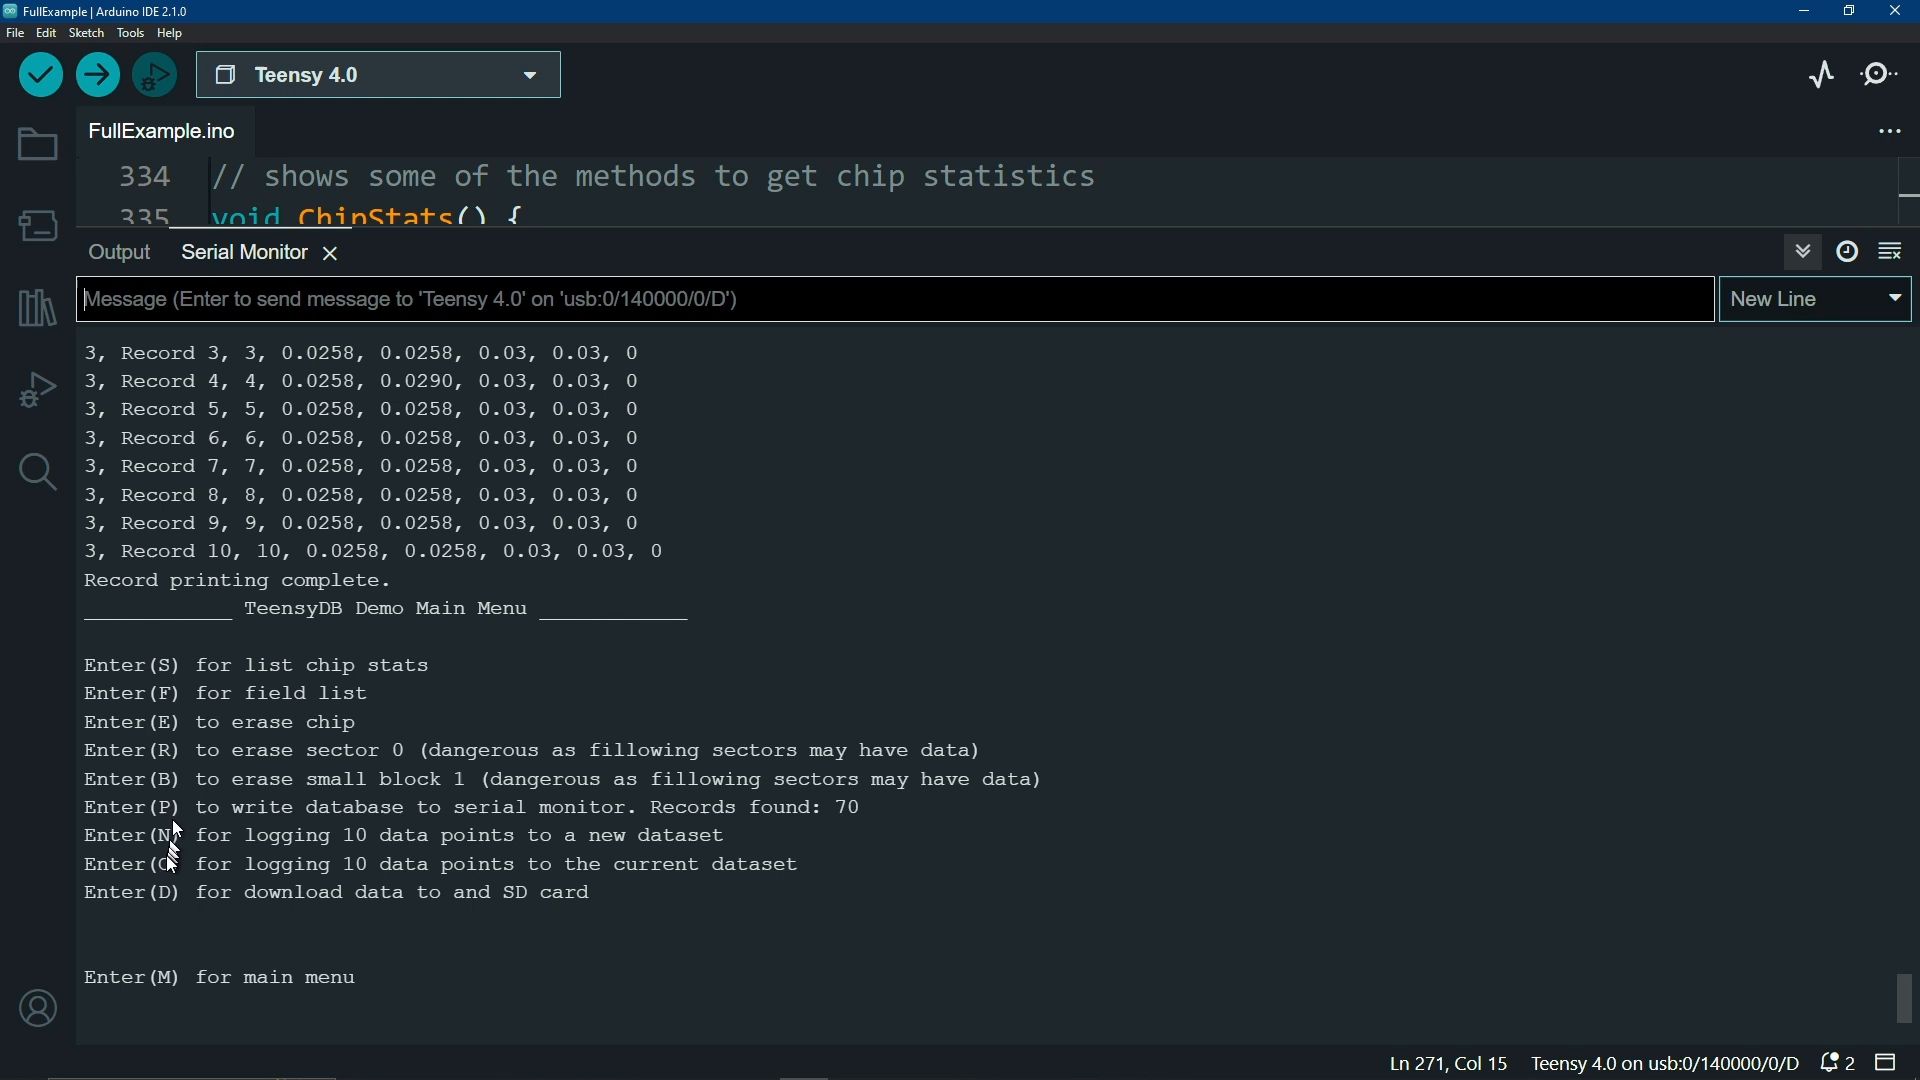 FullExample | Arduino IDE 2.1.0
File Edit Sketch Tools Help
Teensy 4.0
FullExample.ino
334 // shows some of the methods to get chip statistics
335 void ChipStats() {
Output Serial Monitor
Message (Enter to send message to 'Teensy 4.0' on 'usb:0/140000/0/D') New Line
3, Record 3, 3, 0.0258, 0.0258, 0.03, 0.03, 0
3, Record 4, 4, 0.0258, 0.0290, 0.03, 0.03, 0
3, Record 5, 5, 0.0258, 0.0258, 0.03, 0.03, 0
3, Record 6, 6, 0.0258, 0.0258, 0.03, 0.03, 0
3, Record 7, 7, 0.0258, 0.0258, 0.03, 0.03, 0
3, Record 8, 8, 0.0258, 0.0258, 0.03, 0.03, 0
3, Record 9, 9, 0.0258, 0.0258, 0.03, 0.03, 0
3, Record 10, 10, 0.0258, 0.0258, 0.03, 0.03, 0
Record printing complete.
____________ TeensyDB Demo Main Menu ____________
Enter(S) for list chip stats
Enter(F) for field list
Enter(E) to erase chip
Enter(R) to erase sector 0 (dangerous as fillowing sectors may have data)
Enter(B) to erase small block 1 (dangerous as fillowing sectors may have data)
Enter(P) to write database to serial monitor. Records found: 70
Enter(N) for logging 10 data points to a new dataset
Enter( for logging 10 data points to the current dataset
Enter(D) for download data to and SD card
Enter(M) for main menu
Ln 271, Col 15 Teensy 4.0 on usb:0/140000/0/D 2